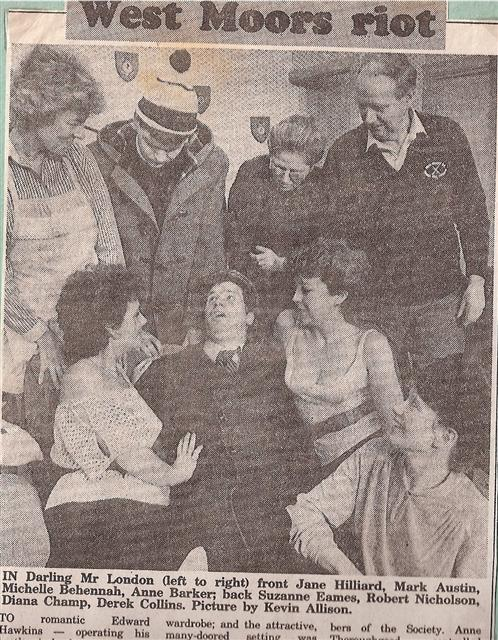 West Moors riot
IN Darling Mr London (left to right) front Jane Hilliard, Mark Austin,
Michelle Behennah, Anne Barker; back Suzanne Eames, Robert Nicholson,
Diana Champ, Derek Collins. Picture by Kevin Allison.
TO romantic Edward
Hawkins — operating his
wardrobe; and the attractive,
many-doored setting was
bers of the Society. Anne